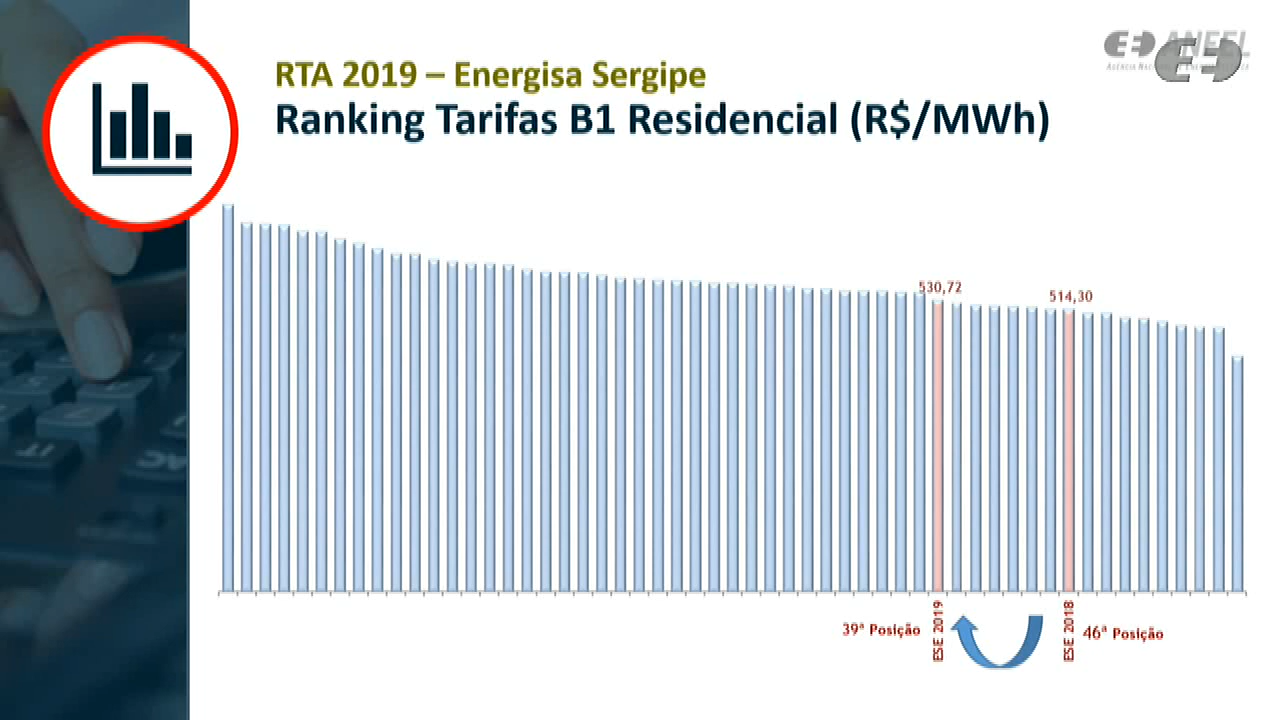 RTA 2019 – Energisa Sergipe
Ranking Tarifas B1 Residencial (R$/MWh)
ANEEL
530,72
514,30
39ª Posição
ESE 2019
ESE 2018
46ª Posição